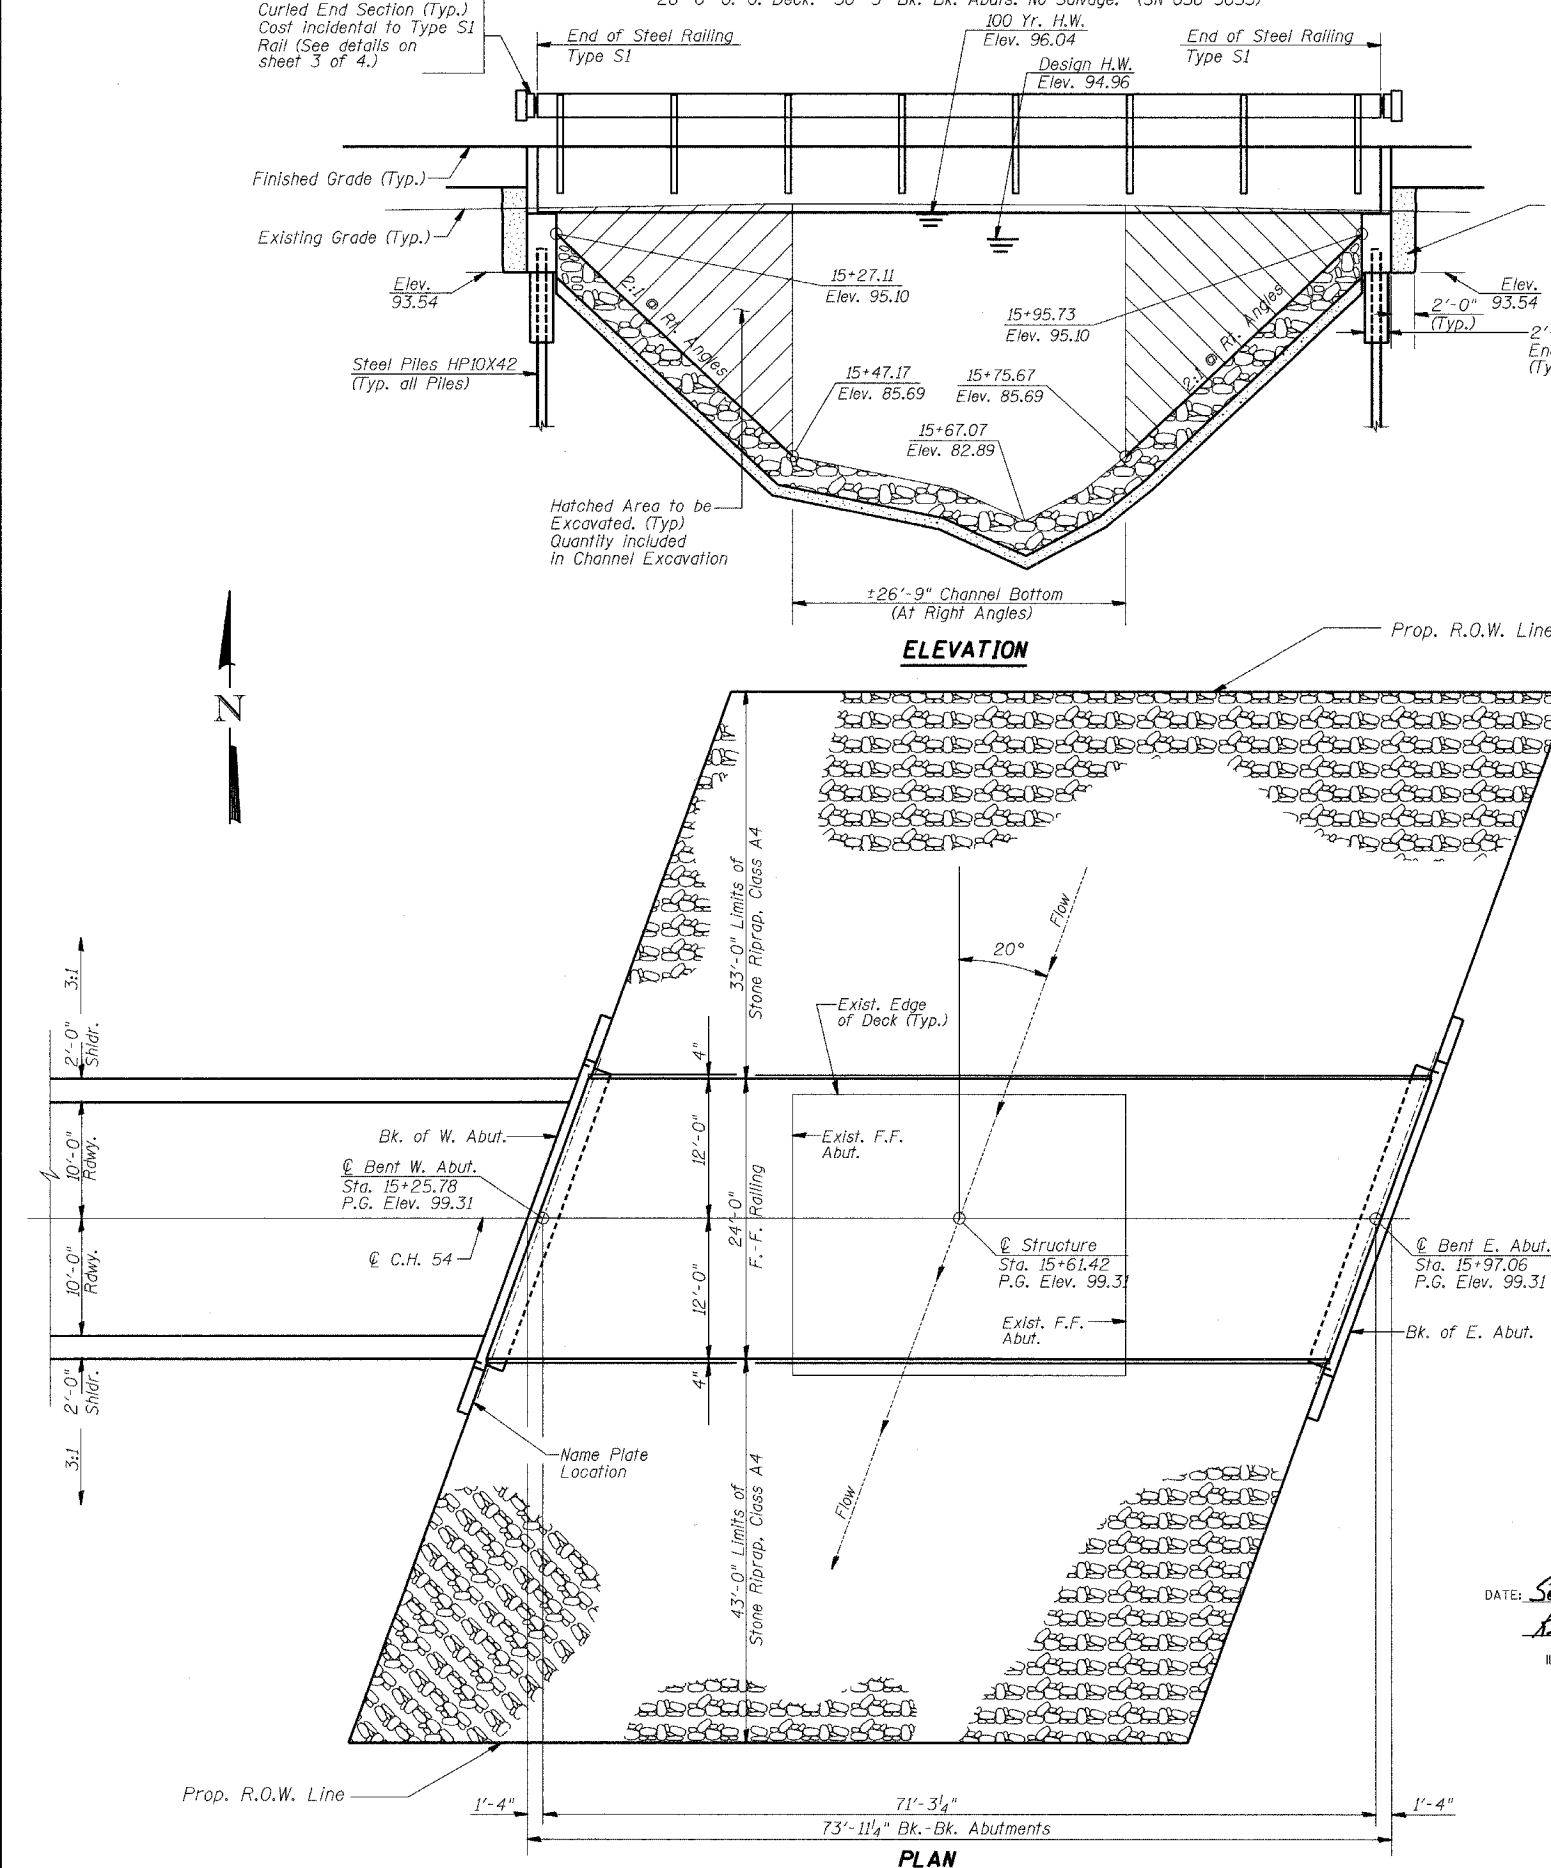 Curled End Section (Typ.)
Cost incidental to Type S1
Rail (See details on
sheet 3 of 4.)
End of Steel Railing
Type S1
100 Yr. H.W.
Elev. 96.04
Design H.W.
Elev. 94.96
End of Steel Railing
Type S1
Finished Grade (Typ.)
Existing Grade (Typ.)
Elev.
93.54
Steel Piles HP10X42
(Typ. all Piles)
15+27.11
Elev. 95.10
2:1 @ Rt. Angles
15+95.73
Elev. 95.10
2:1 @ Rt. Angles
15+47.17
Elev. 85.69
15+75.67
Elev. 85.69
15+67.07
Elev. 82.89
Elev.
93.54
2'-0"
(Typ.)
Hatched Area to be
Excavated. (Typ)
Quantity included
in Channel Excavation
±26'-9" Channel Bottom
(At Right Angles)
ELEVATION
Prop. R.O.W. Line
N
33'-0" Limits of
Stone Riprap, Class A4
Flow
20°
Exist. Edge
of Deck (Typ.)
3:1
2'-0"
Shldr.
10'-0"
Rdwy.
10'-0"
Rdwy.
2'-0"
Shldr.
3:1
4"
12'-0"
24'-0"
F.-F. Railing
12'-0"
4"
Bk. of W. Abut.
Exist. F.F.
Abut.
℄ Bent W. Abut.
Sta. 15+25.78
P.G. Elev. 99.31
℄ C.H. 54
℄ Structure
Sta. 15+61.42
P.G. Elev. 99.31
Exist. F.F.
Abut.
℄ Bent E. Abut.
Sta. 15+97.06
P.G. Elev. 99.31
Bk. of E. Abut.
Name Plate
Location
43'-0" Limits of
Stone Riprap, Class A4
Flow
DATE:
Prop. R.O.W. Line
1'-4"
71'-3¼"
1'-4"
73'-11¼" Bk.-Bk. Abutments
PLAN